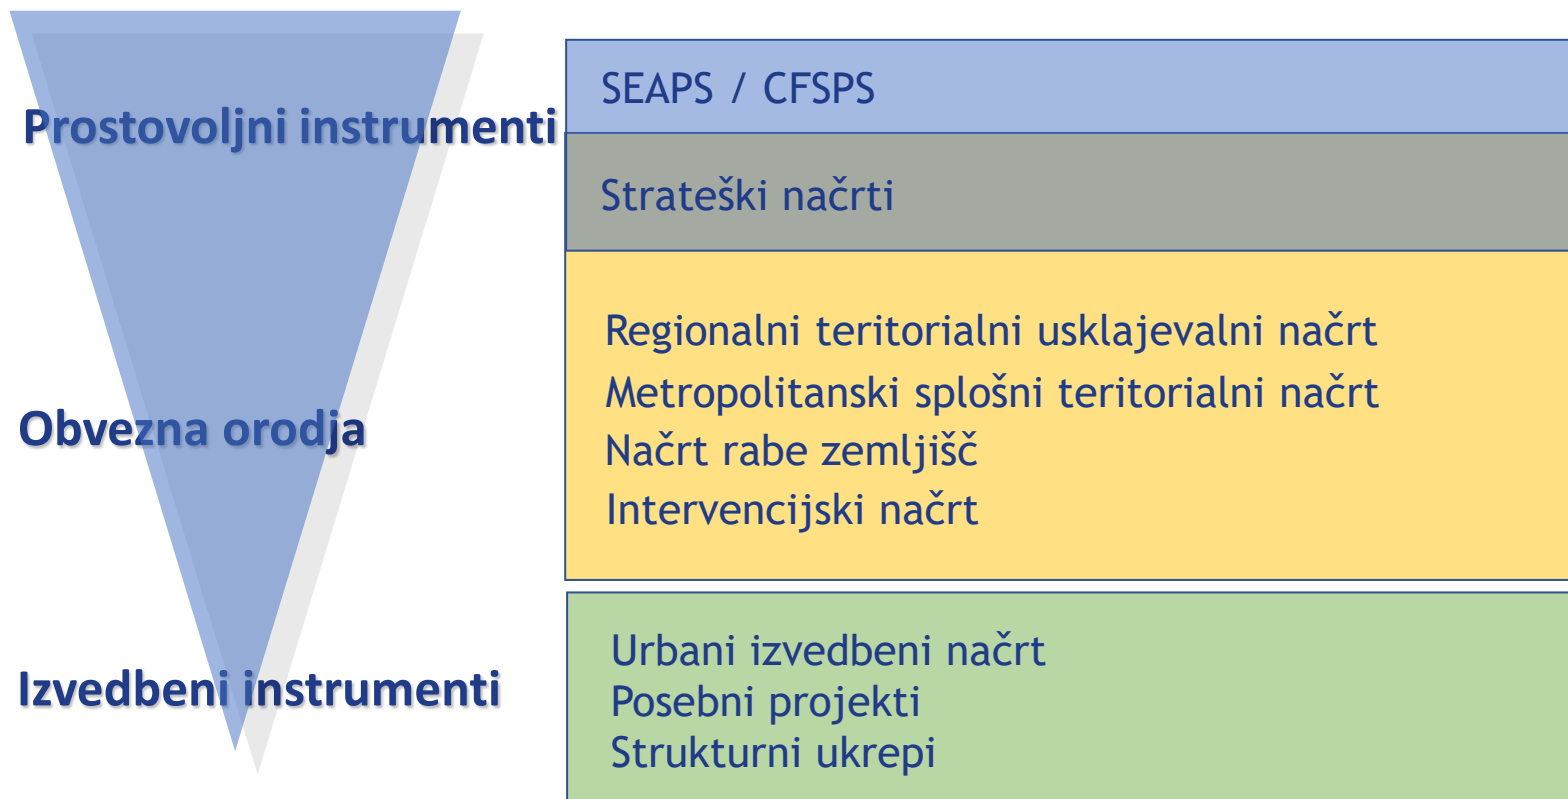 Prostovoljni instrumenti
SEAPS / CFSPS
Strateški načrti
Obvezna orodja
Regionalni teritorialni usklajevalni načrt
Metropolitanski splošni teritorialni načrt
Načrt rabe zemljišč
Intervencijski načrt
Izvedbeni instrumenti
Urbani izvedbeni načrt
Posebni projekti
Strukturni ukrepi